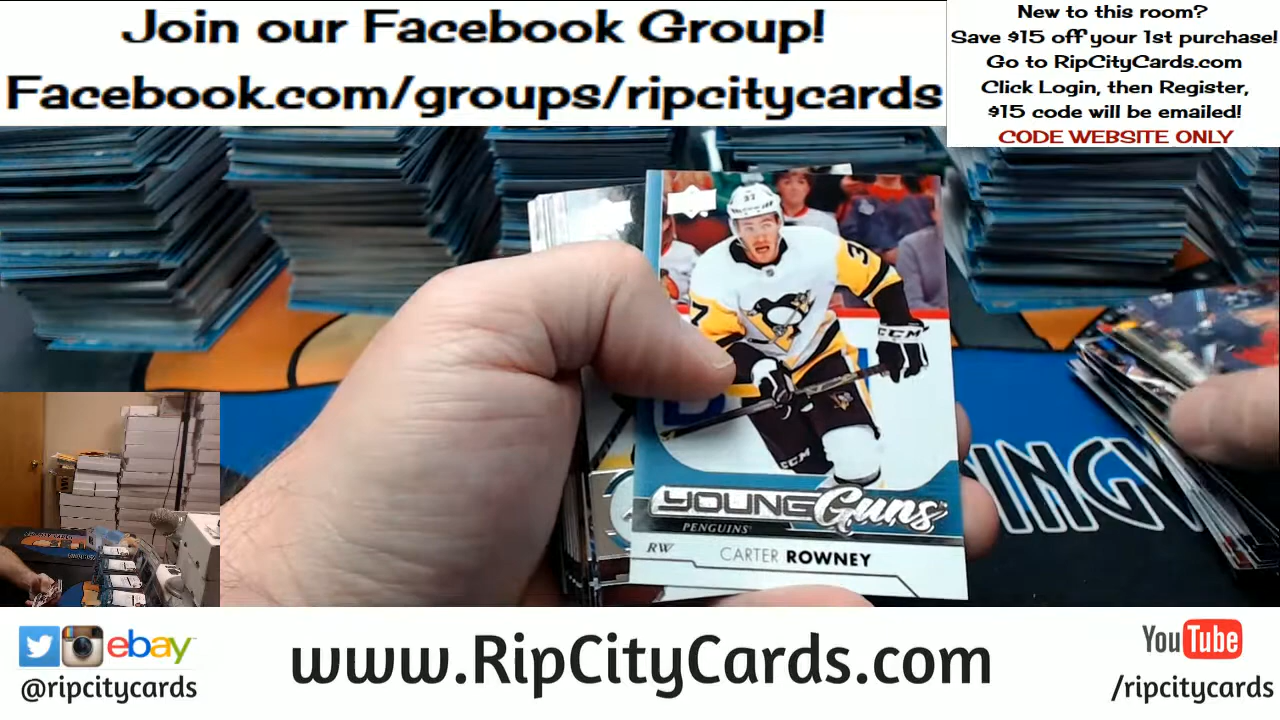 Join our Facebook Group!
Facebook.com/groups/ripcitycards
New to this room?
Save $15 off your 1st purchase!
Go to RipCityCards.com
Click Login, then Register,
$15 code will be emailed!
CODE WEBSITE ONLY
37
CCM
CCM
YOUNG Guns
PENGUINS
RW CARTER ROWNEY
INGV
ebay
@ripcitycards
www.RipCityCards.com
YouTube
/ripcitycards